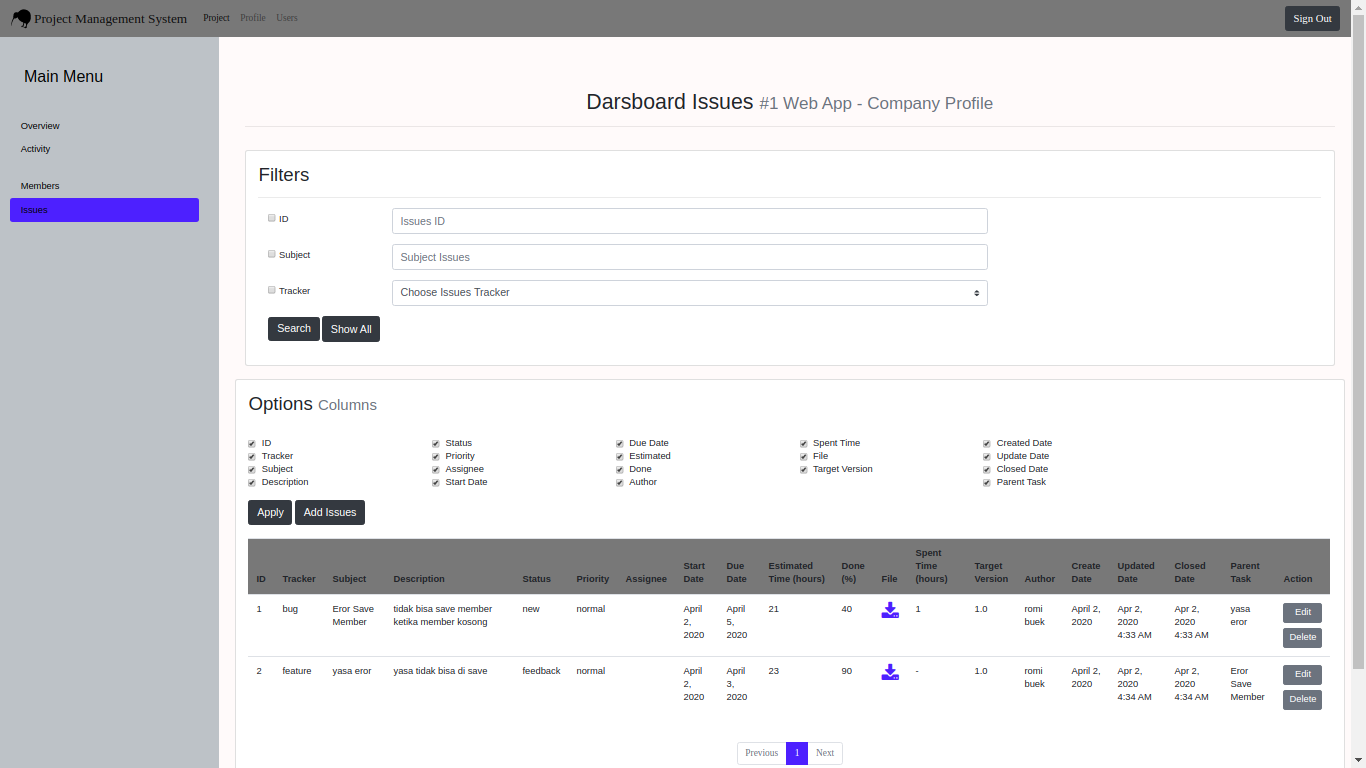 Project Management System Project Profile Users Sign Out
Main Menu
Overview
Activity
Members
Issues
Darsboard Issues #1 Web App - Company Profile
Filters
ID Issues ID
Subject Subject Issues
Tracker Choose Issues Tracker
Search Show All
Options Columns
ID Status Due Date Spent Time Created Date
Tracker Priority Estimated File Update Date
Subject Assignee Done Target Version Closed Date
Description Start Date Author Parent Task
Apply Add Issues
ID Tracker Subject Description Status Priority Assignee Start Date Due Date Estimated Time (hours) Done (%) File Spent Time (hours) Target Version Author Create Date Updated Date Closed Date Parent Task Action
1 bug Eror Save Member tidak bisa save member ketika member kosong new normal April 2, 2020 April 5, 2020 21 40 1 1.0 romi buek April 2, 2020 Apr 2, 2020 4:33 AM Apr 2, 2020 4:33 AM yasa eror Edit Delete
2 feature yasa eror yasa tidak bisa di save feedback normal April 2, 2020 April 3, 2020 23 90 - 1.0 romi buek April 2, 2020 Apr 2, 2020 4:34 AM Apr 2, 2020 4:34 AM Eror Save Member Edit Delete
Previous 1 Next